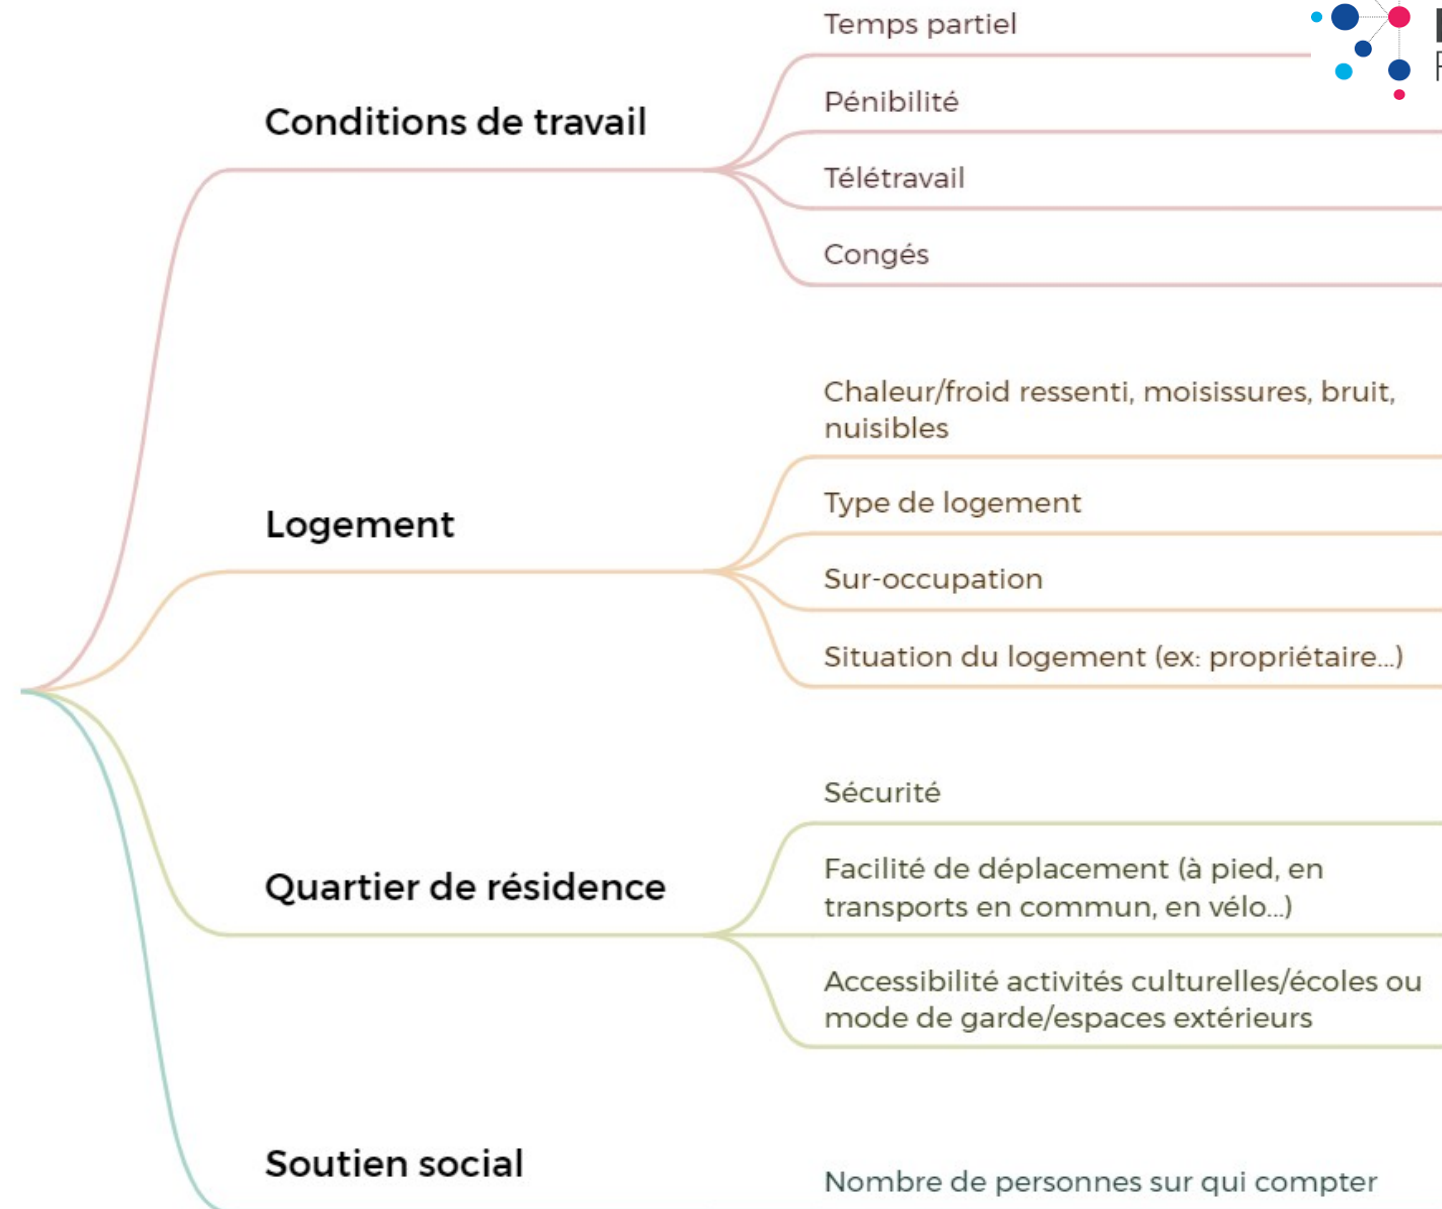 Temps partiel
Conditions de travail
Pénibilité
Télétravail
Congés
Chaleur/froid ressenti, moisissures, bruit,
nuisibles
Logement
Type de logement
Sur-occupation
Situation du logement (ex: propriétaire...)
Sécurité
Quartier de résidence
Facilité de déplacement (à pied, en
transports en commun, en vélo...)
Accessibilité activités culturelles/écoles ou
mode de garde/espaces extérieurs
Soutien social
Nombre de personnes sur qui compter